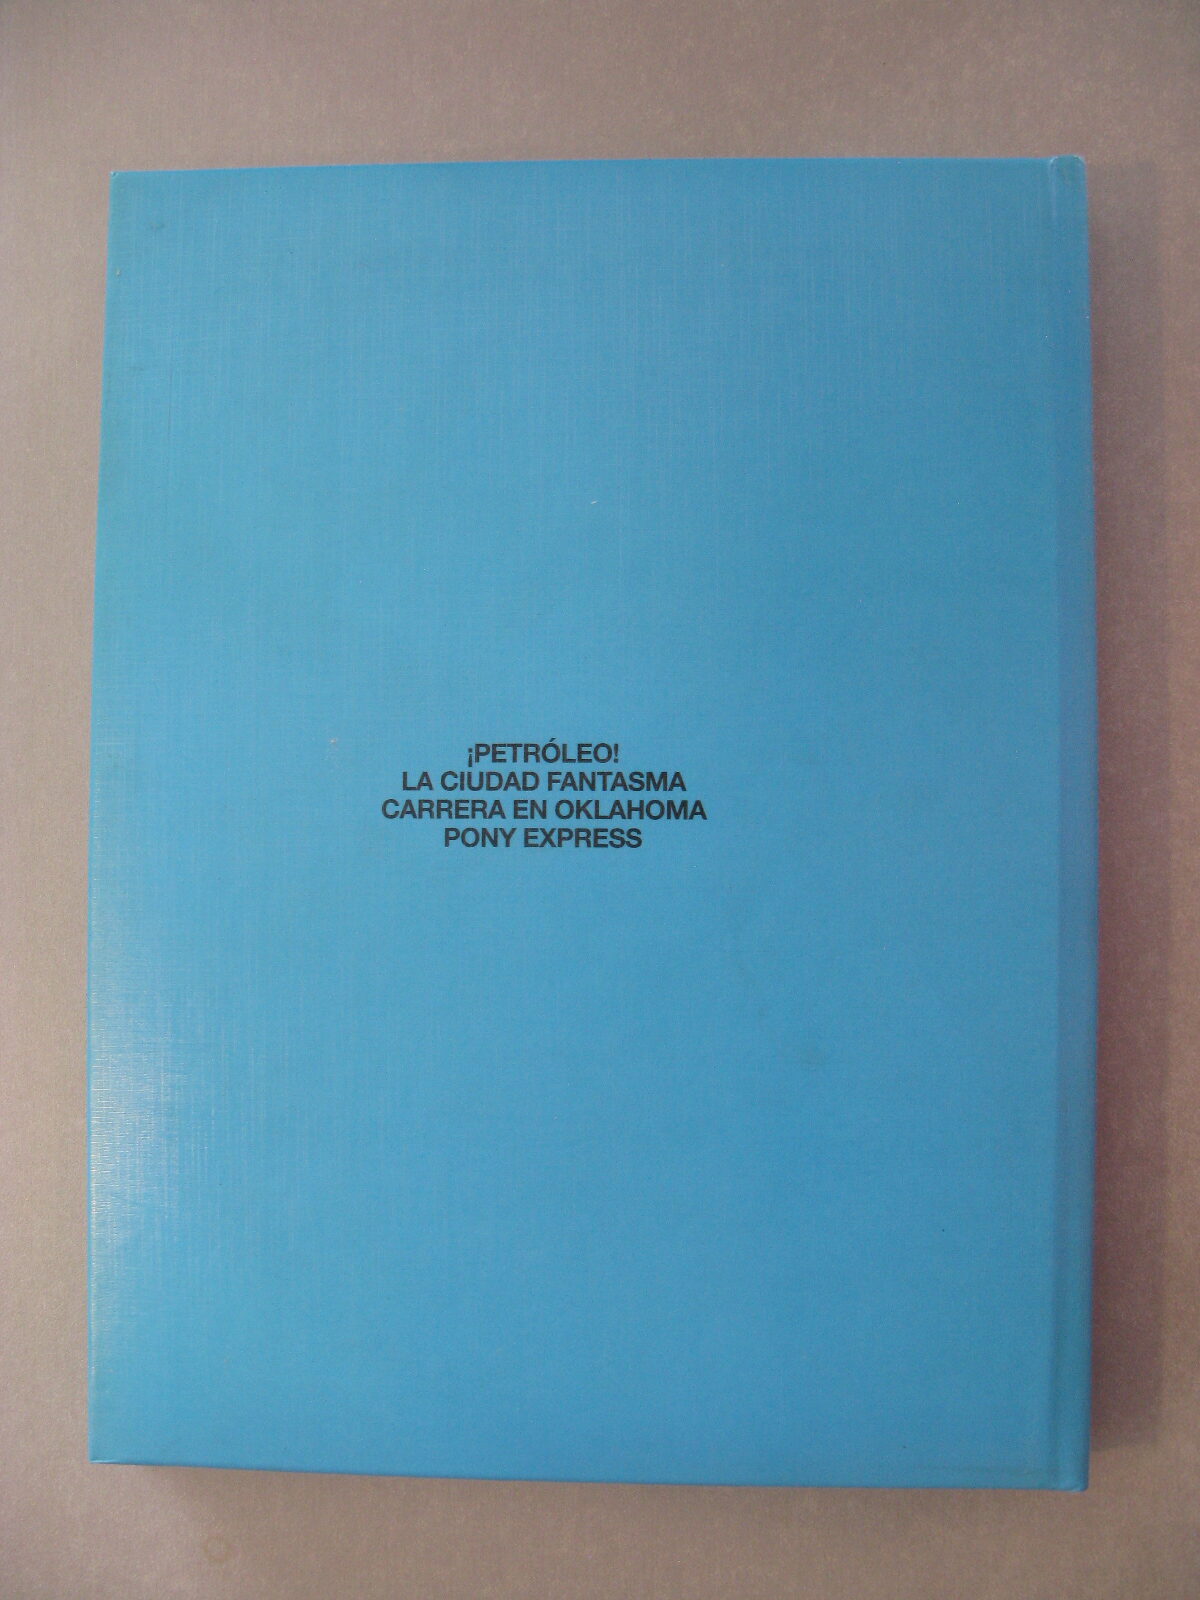 ¡PETRÓLEO!
LA CIUDAD FANTASMA
CARRERA EN OKLAHOMA
PONY EXPRESS